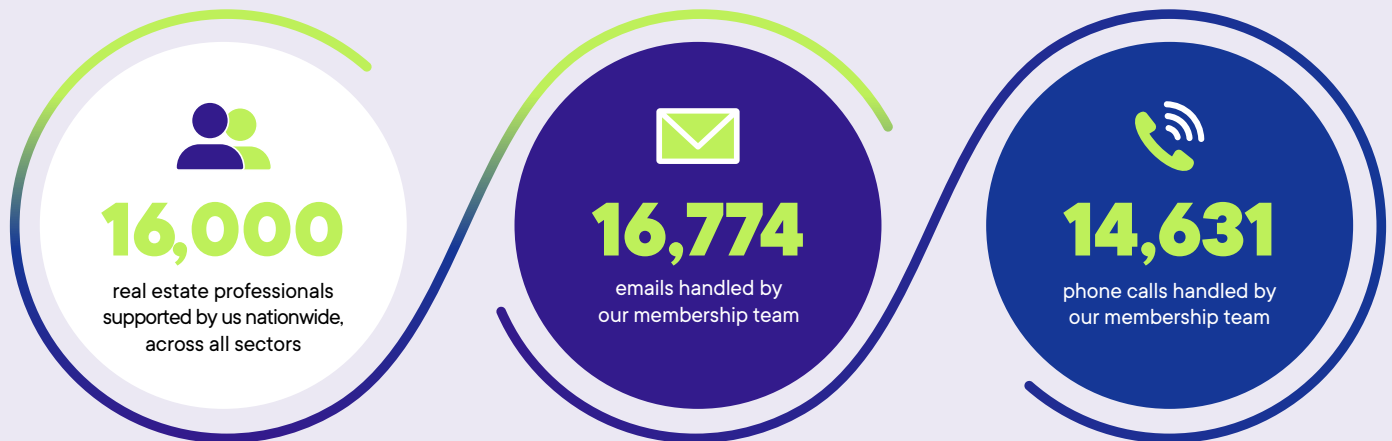 16,000
real estate professionals
supported by us nationwide,
across all sectors
16,774
emails handled by
our membership team
14,631
phone calls handled by
our membership team